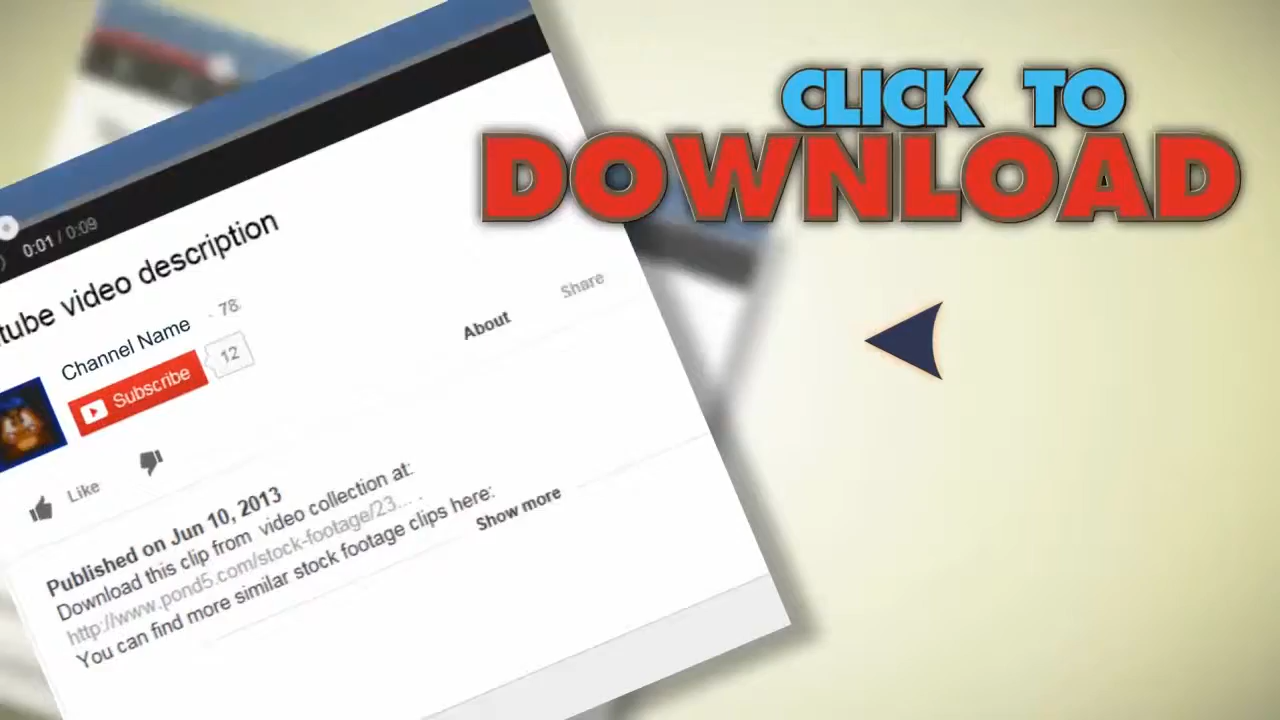 CLICK TO
DOWNLOAD
0:01 / 0:09
tube video description
Channel Name
78
Subscribe
12
About
Share
Like
Published on Jun 10, 2013
Download this clip from video collection at:
http://www.pond5.com/stock-footage/23...
You can find more similar stock footage clips here:
Show more